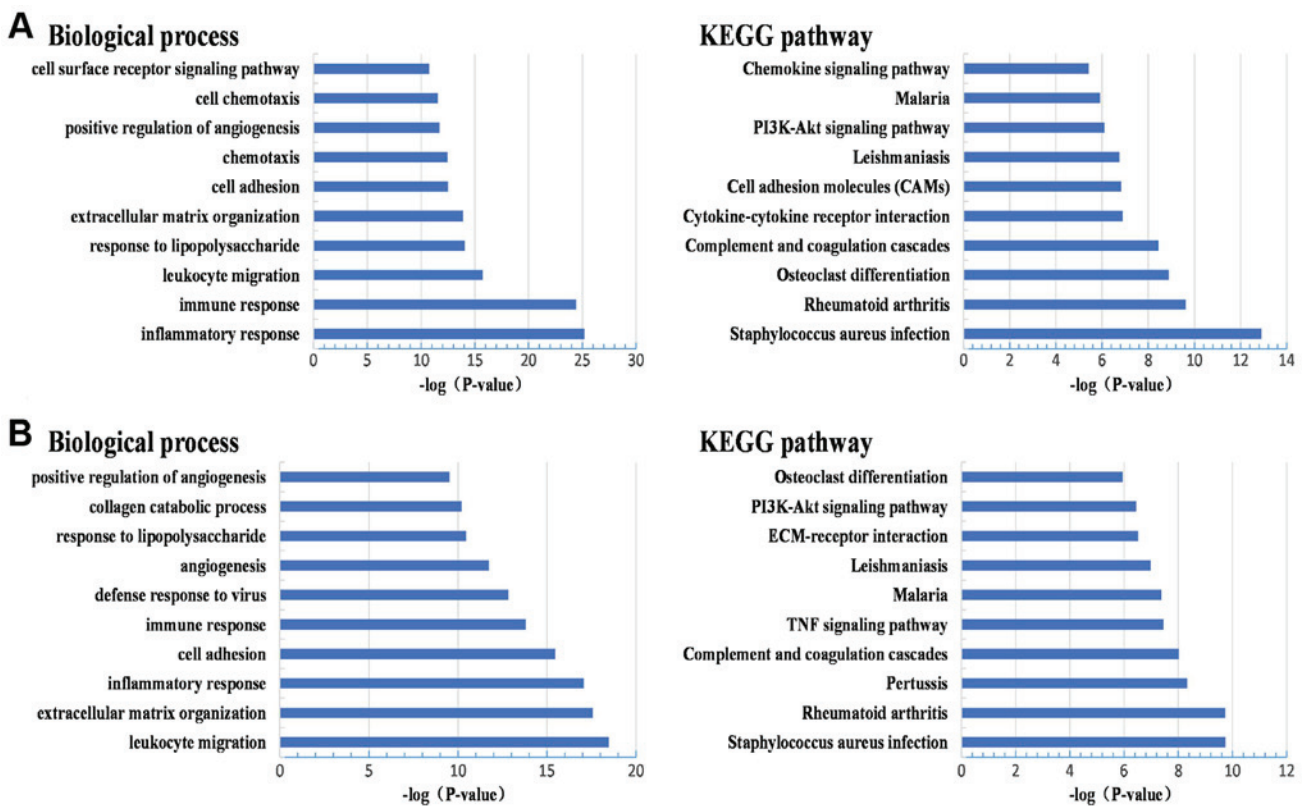 A Biological process
cell surface receptor signaling pathway
cell chemotaxis
positive regulation of angiogenesis
chemotaxis
cell adhesion
extracellular matrix organization
response to lipopolysaccharide
leukocyte migration
immune response
inflammatory response
0 5 10 15 20 25 30
-log（P-value）
KEGG pathway
Chemokine signaling pathway
Malaria
PI3K-Akt signaling pathway
Leishmaniasis
Cell adhesion molecules (CAMs)
Cytokine-cytokine receptor interaction
Complement and coagulation cascades
Osteoclast differentiation
Rheumatoid arthritis
Staphylococcus aureus infection
0 2 4 6 8 10 12 14
-log（P-value）
B Biological process
positive regulation of angiogenesis
collagen catabolic process
response to lipopolysaccharide
angiogenesis
defense response to virus
immune response
cell adhesion
inflammatory response
extracellular matrix organization
leukocyte migration
0 5 10 15 20
-log（P-value）
KEGG pathway
Osteoclast differentiation
PI3K-Akt signaling pathway
ECM-receptor interaction
Leishmaniasis
Malaria
TNF signaling pathway
Complement and coagulation cascades
Pertussis
Rheumatoid arthritis
Staphylococcus aureus infection
0 2 4 6 8 10 12
-log（P-value）